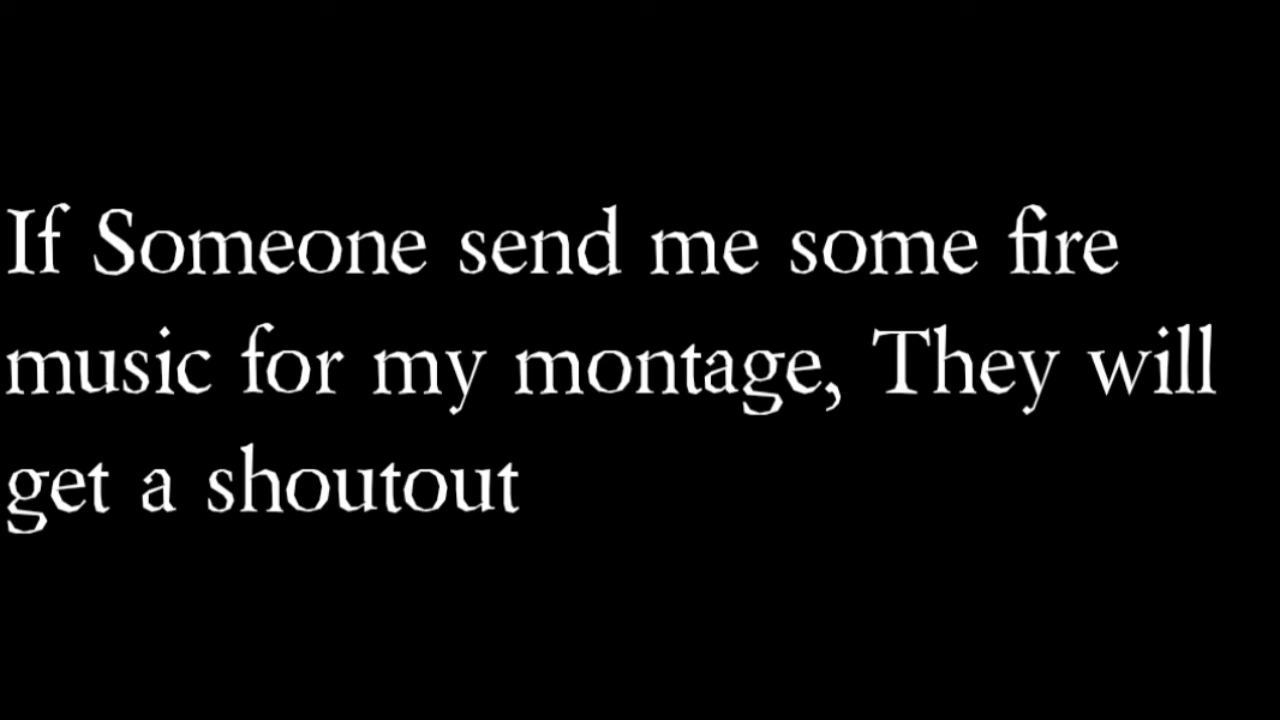 If Someone send me some fire
music for my montage, They will
get a shoutout